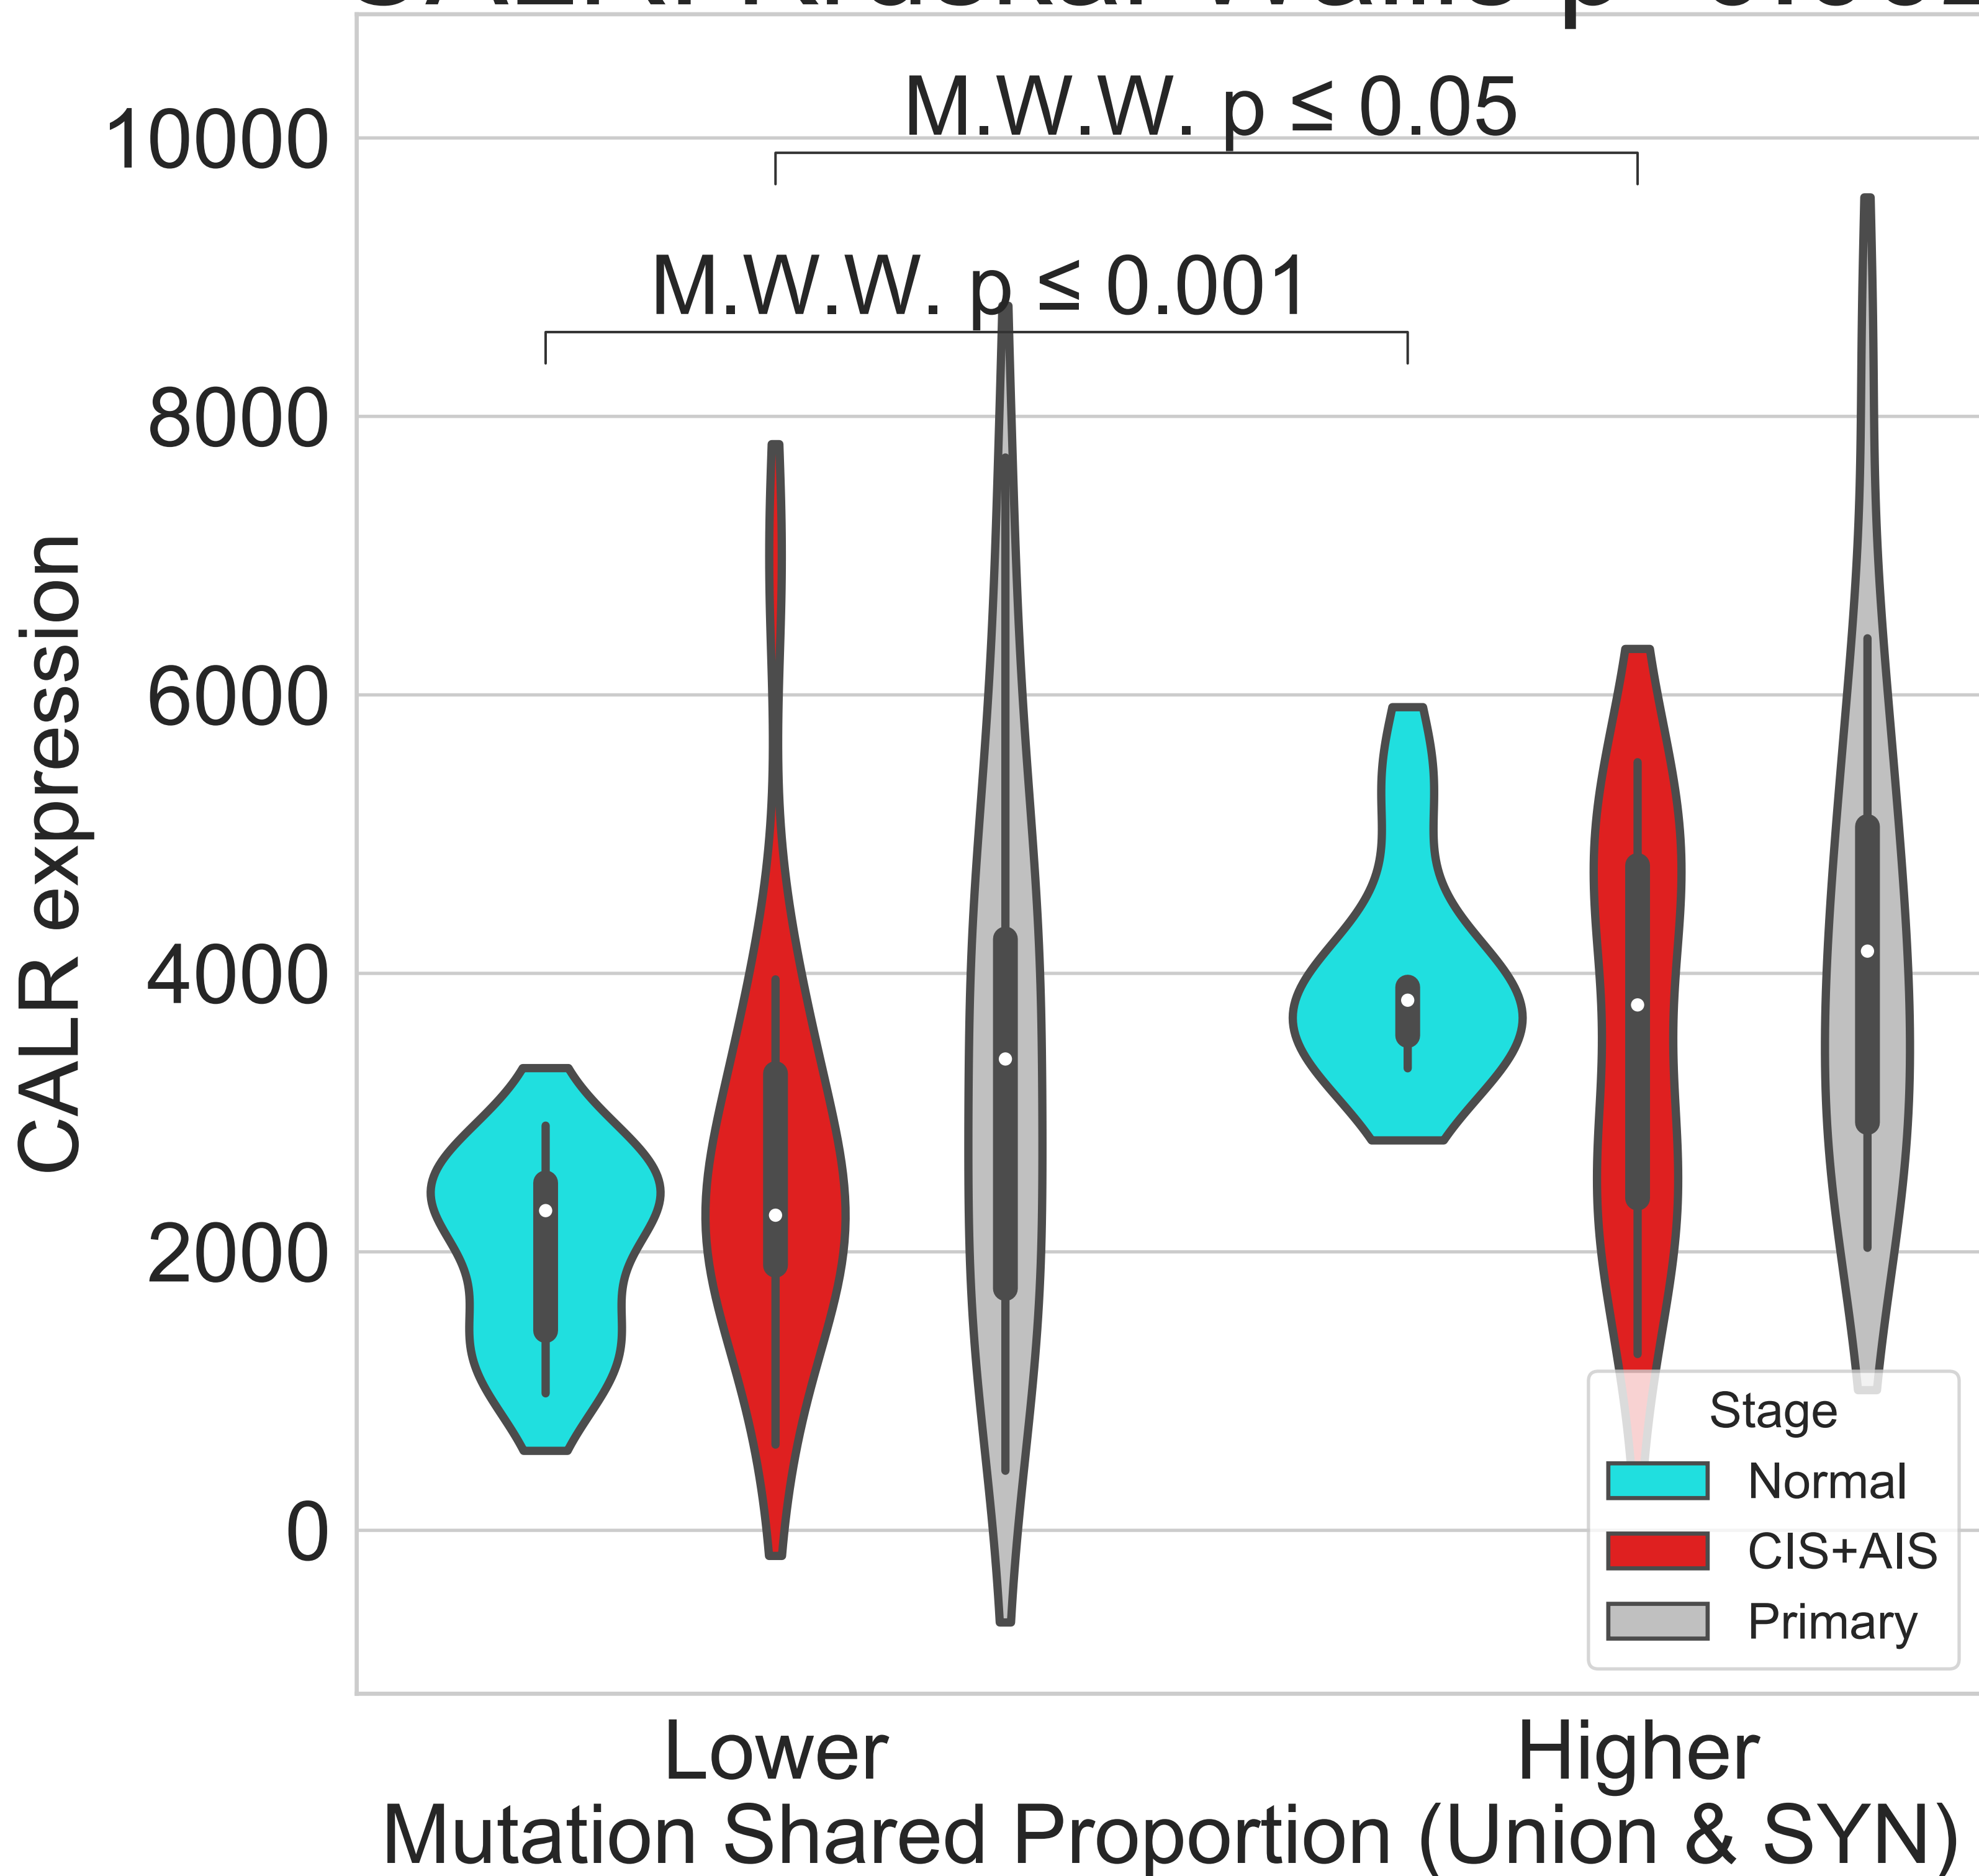 M.W.W. p ≤ 0.05
M.W.W. p ≤ 0.001
10000
8000
6000
4000
2000
0
CALR expression
Stage
Normal
CIS+AIS
Primary
Lower
Higher
Mutation Shared Proportion (Union & SYN)